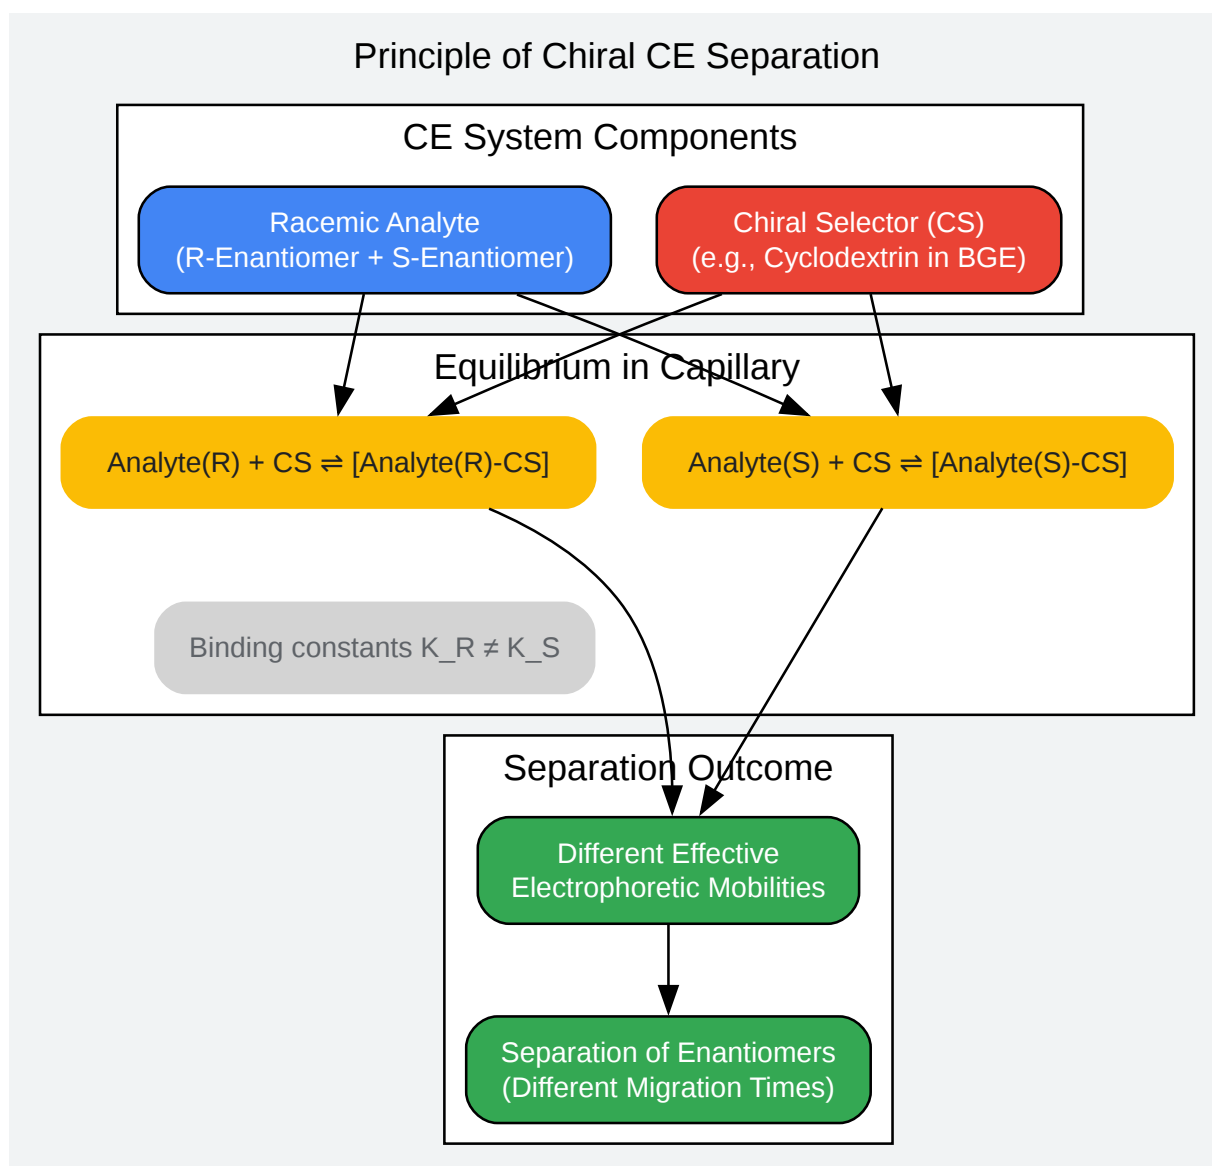 Principle of Chiral CE Separation
CE System Components
Racemic Analyte
(R-Enantiomer + S-Enantiomer)
Chiral Selector (CS)
(e.g., Cyclodextrin in BGE)
Equilibrium in Capillary
Analyte(R) + CS ⇌ [Analyte(R)-CS]
Analyte(S) + CS ⇌ [Analyte(S)-CS]
Binding constants K_R ≠ K_S
Separation Outcome
Different Effective
Electrophoretic Mobilities
Separation of Enantiomers
(Different Migration Times)